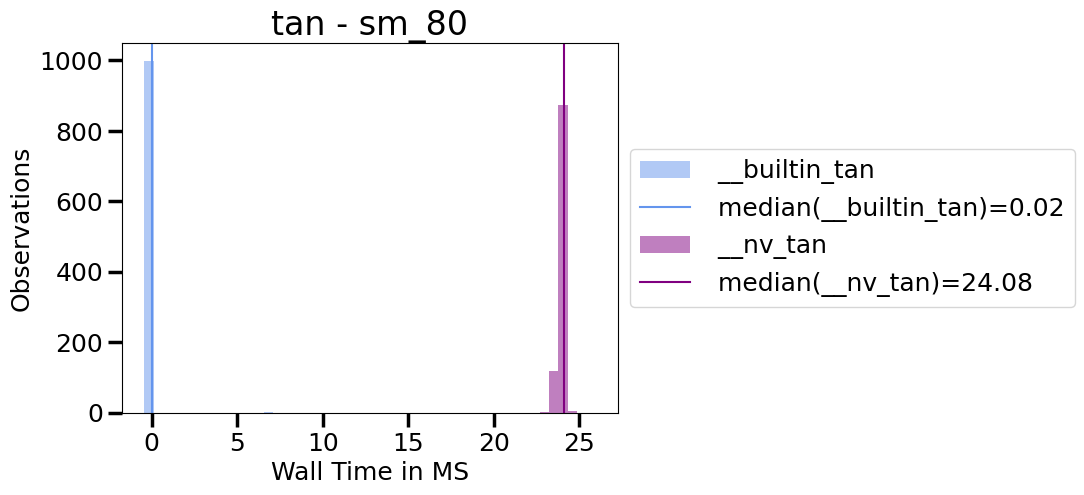 tan - sm_80
1000
800
600
400
200
0
Observations
0 5 10 15 20 25
Wall Time in MS
__builtin_tan
median(__builtin_tan)=0.02
__nv_tan
median(__nv_tan)=24.08